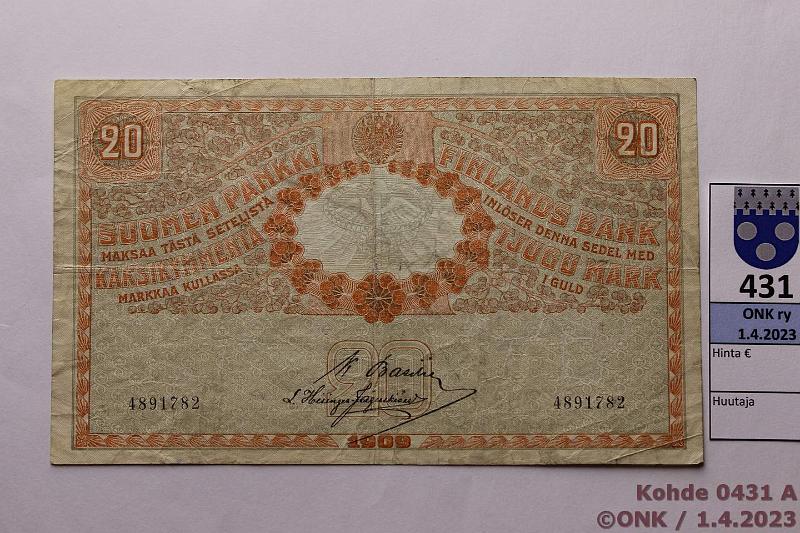 20
20
SUOMEN PANKKI
MAKSAA TÄSTÄ SETELISTÄ
KAKSIKYMMENTÄ
MARKKAA KULLASSA
FINLANDS BANK
INLÖSER DENNA SEDEL MED
TJUGU MARK
I GULD
20
4891782
4891782
1909
431
ONK ry
1.4.2023
Hinta €
Huutaja
Kohde 0431 A
©ONK / 1.4.2023